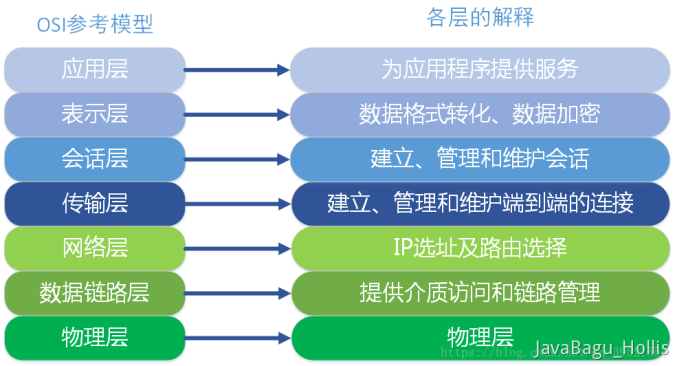 OSI参考模型
各层的解释
应用层
为应用程序提供服务
表示层
数据格式转化、数据加密
会话层
建立、管理和维护会话
传输层
建立、管理和维护端到端的连接
网络层
IP选址及路由选择
数据链路层
提供介质访问和链路管理
物理层
物理层
https://blog.
JavaBagu_Hollis